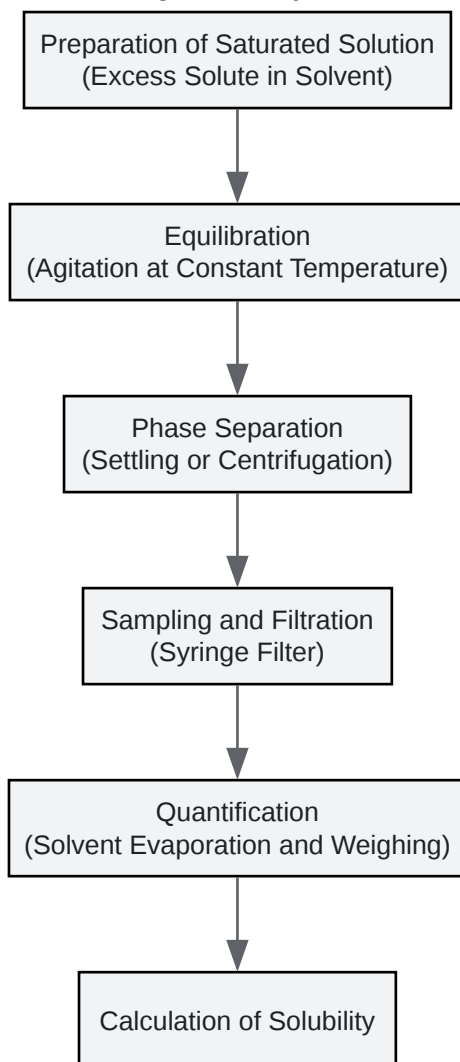 Preparation of Saturated Solution
(Excess Solute in Solvent)
Equilibration
(Agitation at Constant Temperature)
Phase Separation
(Settling or Centrifugation)
Sampling and Filtration
(Syringe Filter)
Quantification
(Solvent Evaporation and Weighing)
Calculation of Solubility